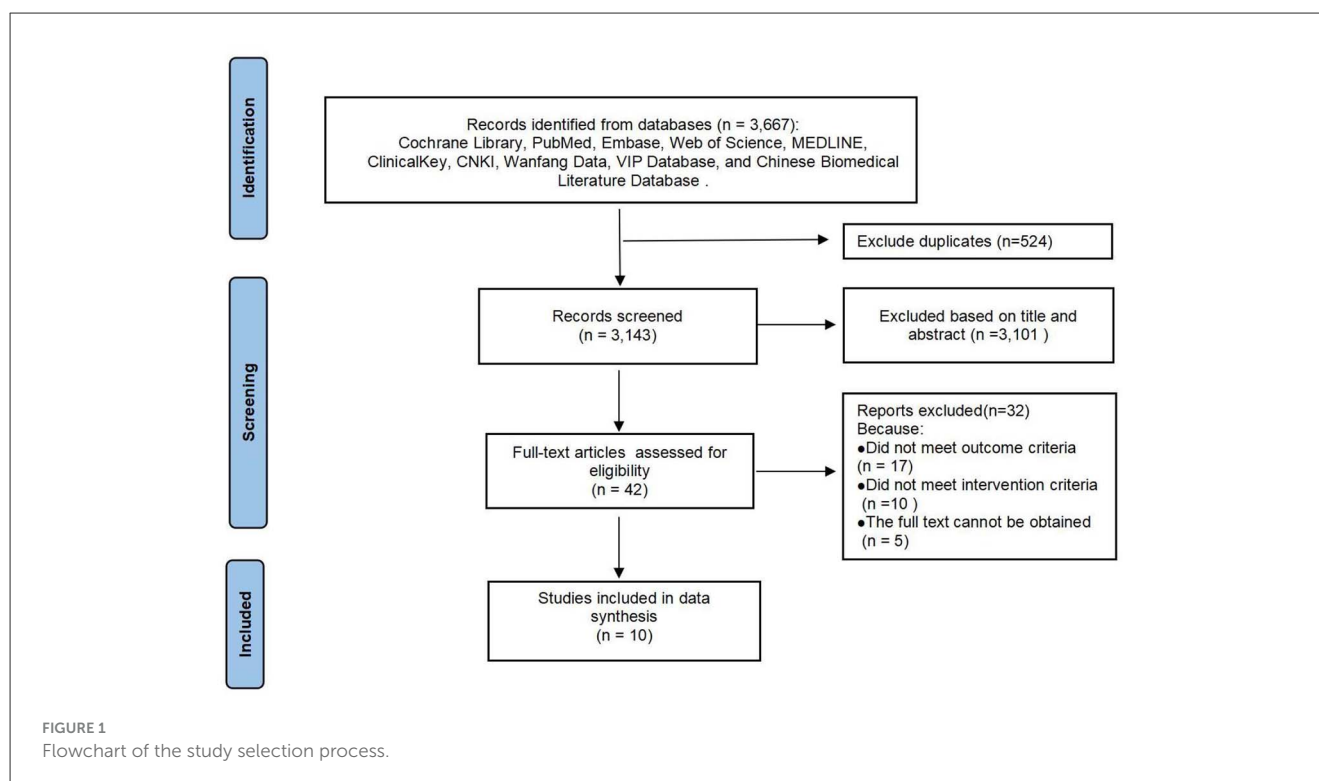 Identification
Records identified from databases (n = 3,667):
Cochrane Library, PubMed, Embase, Web of Science, MEDLINE,
ClinicalKey, CNKI, Wanfang Data, VIP Database, and Chinese Biomedical
Literature Database .
Exclude duplicates (n=524)
Screening
Records screened
(n = 3,143)
Excluded based on title and
abstract (n =3,101 )
Full-text articles assessed for
eligibility
(n = 42)
Reports excluded(n=32)
Because:
●Did not meet outcome criteria
(n = 17)
●Did not meet intervention criteria
(n =10 )
●The full text cannot be obtained
(n = 5)
Included
Studies included in data
synthesis
(n = 10)
FIGURE 1
Flowchart of the study selection process.